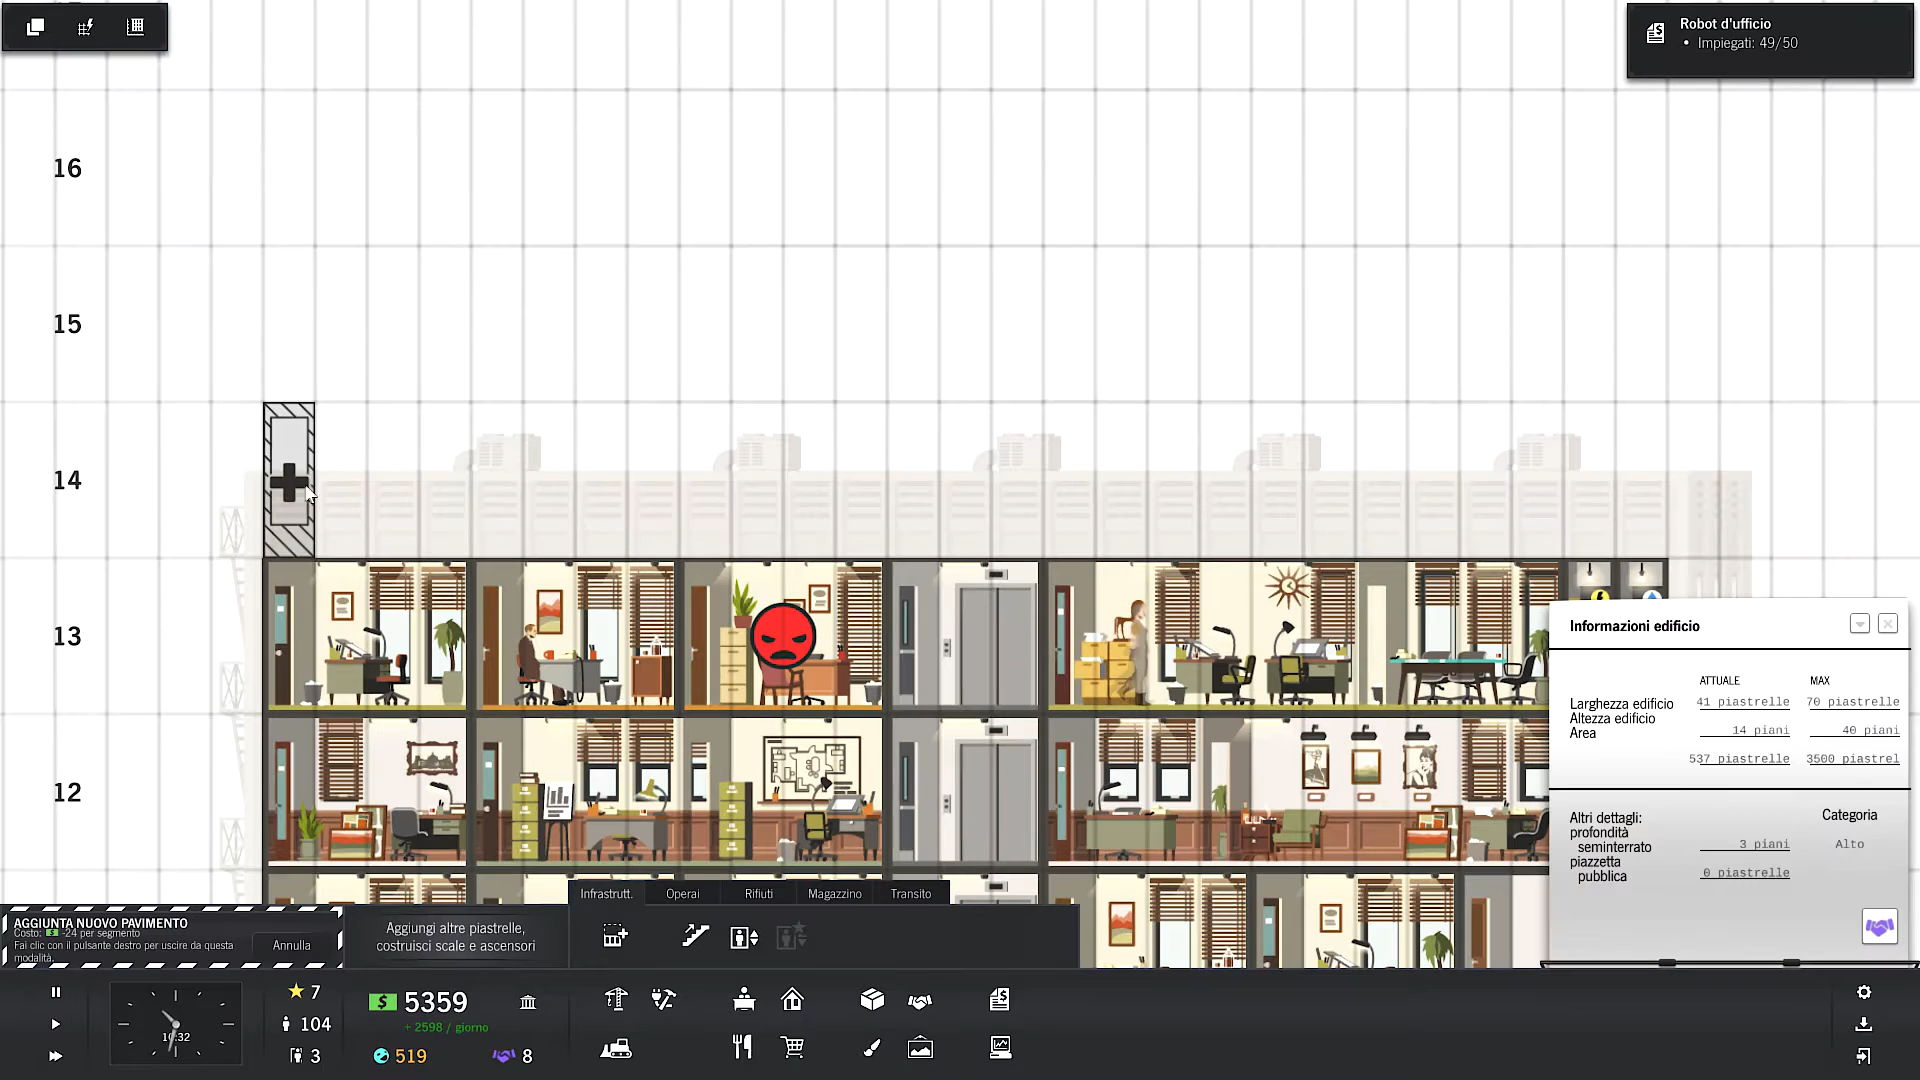 Robot d'ufficio
• Impiegati: 49/50
16
15
14
13
12
Informazioni edificio
ATTUALE MAX
Larghezza edificio 41 piastrelle 70 piastrelle
Altezza edificio 14 piani 40 piani
Area 537 piastrelle 3500 piastrel
Altri dettagli: Categoria
profondità
seminterrato 3 piani Alto
piazzetta
pubblica 0 piastrelle
Infrastrutt. Operai Rifiuti Magazzino Transito
AGGIUNTA NUOVO PAVIMENTO
Costo: $ -24 per segmento
Fai clic con il pulsante destro per uscire da questa
modalità.
Annulla
Aggiungi altre piastrelle,
costruisci scale e ascensori
10:32
7
104
3
$ 5359
+ 2598 / giorno
519
8